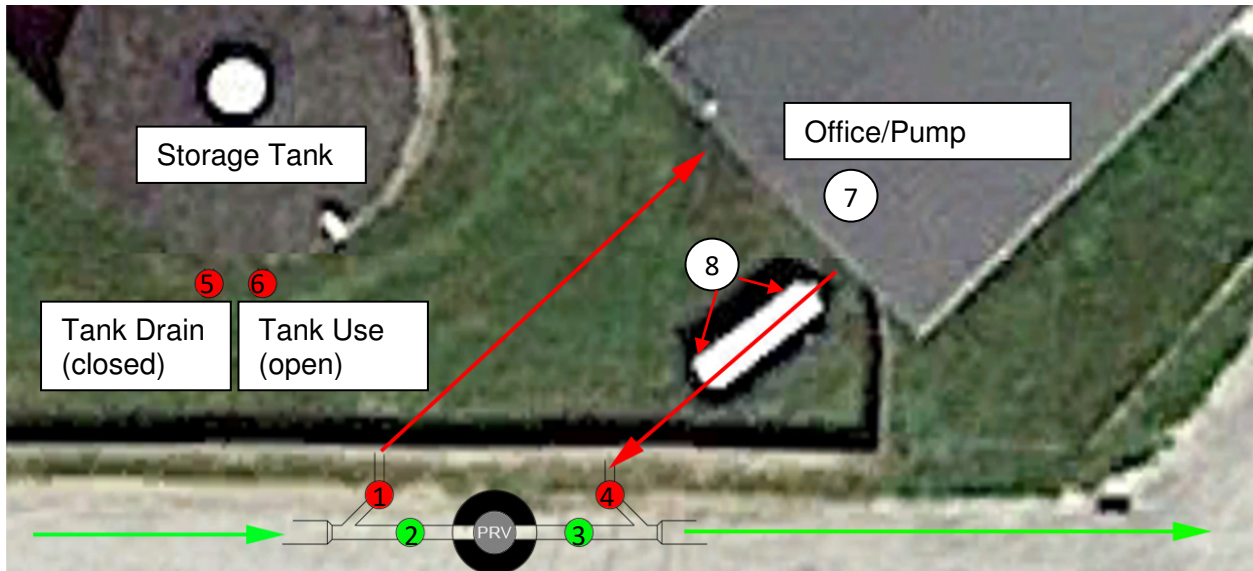 Storage Tank
Office/Pump
7
8
5
6
Tank Drain
(closed)
Tank Use
(open)
1
4
2
PRV
3